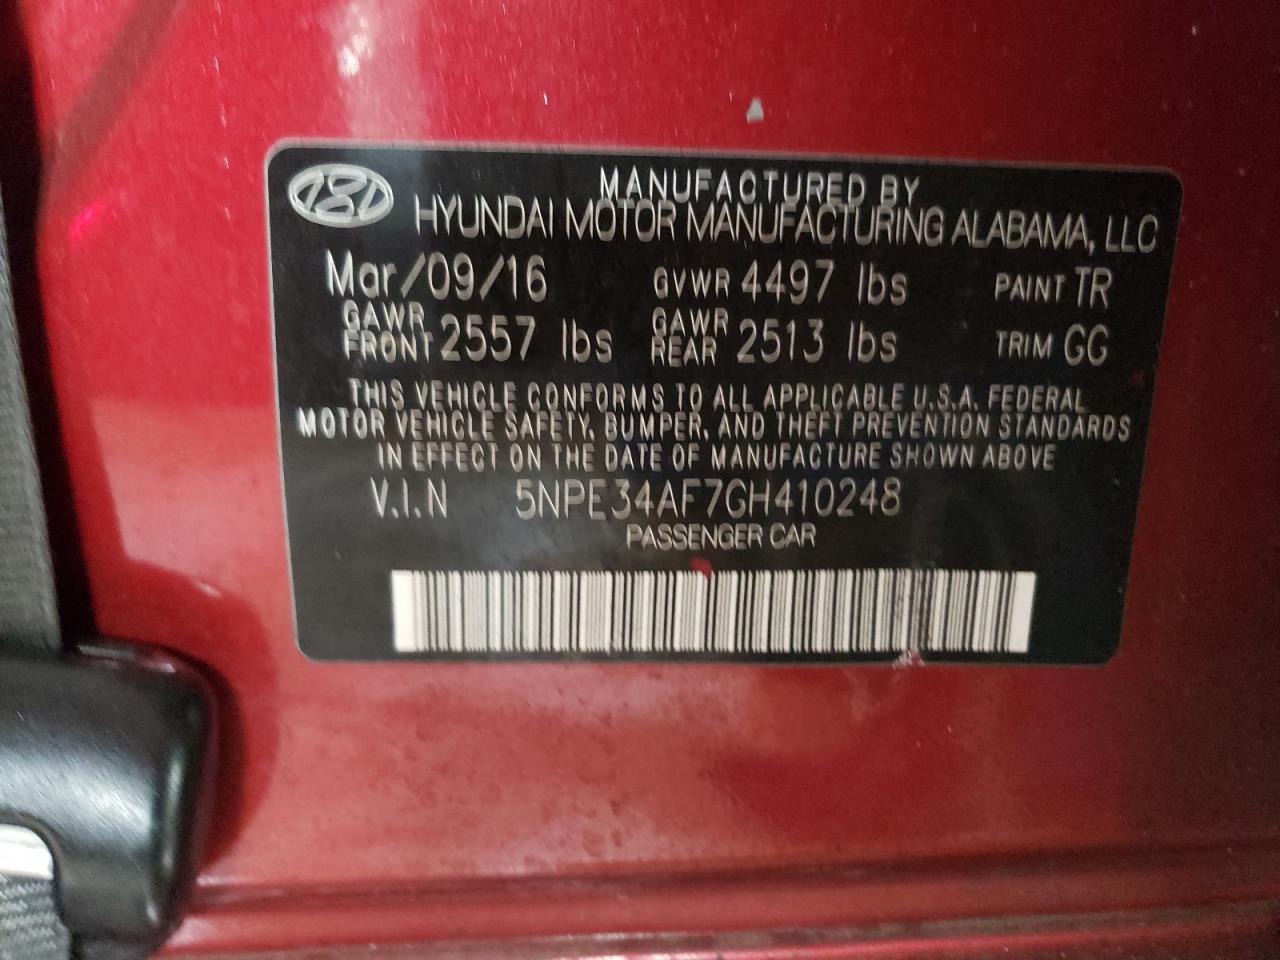 MANUFACTURED BY
HYUNDAI MOTOR MANUFACTURING ALABAMA, LLC
Mar/09/16 GVWR 4497 lbs PAINT TR
GAWR FRONT 2557 lbs GAWR REAR 2513 lbs TRIM GG
THIS VEHICLE CONFORMS TO ALL APPLICABLE U.S.A. FEDERAL
MOTOR VEHICLE SAFETY, BUMPER, AND THEFT PREVENTION STANDARDS
IN EFFECT ON THE DATE OF MANUFACTURE SHOWN ABOVE
V.I.N 5NPE34AF7GH410248
PASSENGER CAR